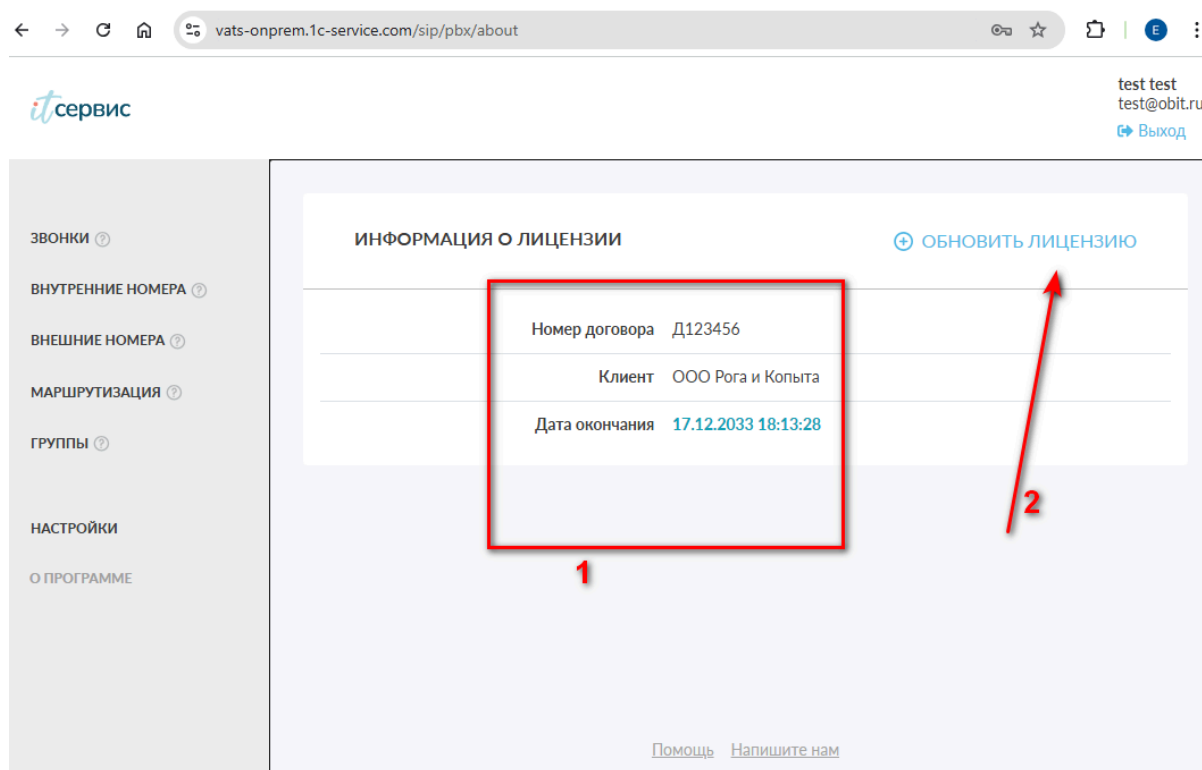 vats-onprem.1c-service.com/sip/pbx/about
E
itсервис
test test
test@obit.ru
Выход
ЗВОНКИ ?
ВНУТРЕННИЕ НОМЕРА ?
ВНЕШНИЕ НОМЕРА ?
МАРШРУТИЗАЦИЯ ?
ГРУППЫ ?
НАСТРОЙКИ
О ПРОГРАММЕ
ИНФОРМАЦИЯ О ЛИЦЕНЗИИ
ОБНОВИТЬ ЛИЦЕНЗИЮ
Номер договора Д123456
Клиент ООО Рога и Копыта
Дата окончания 17.12.2033 18:13:28
2
1
Помощь Напишите нам